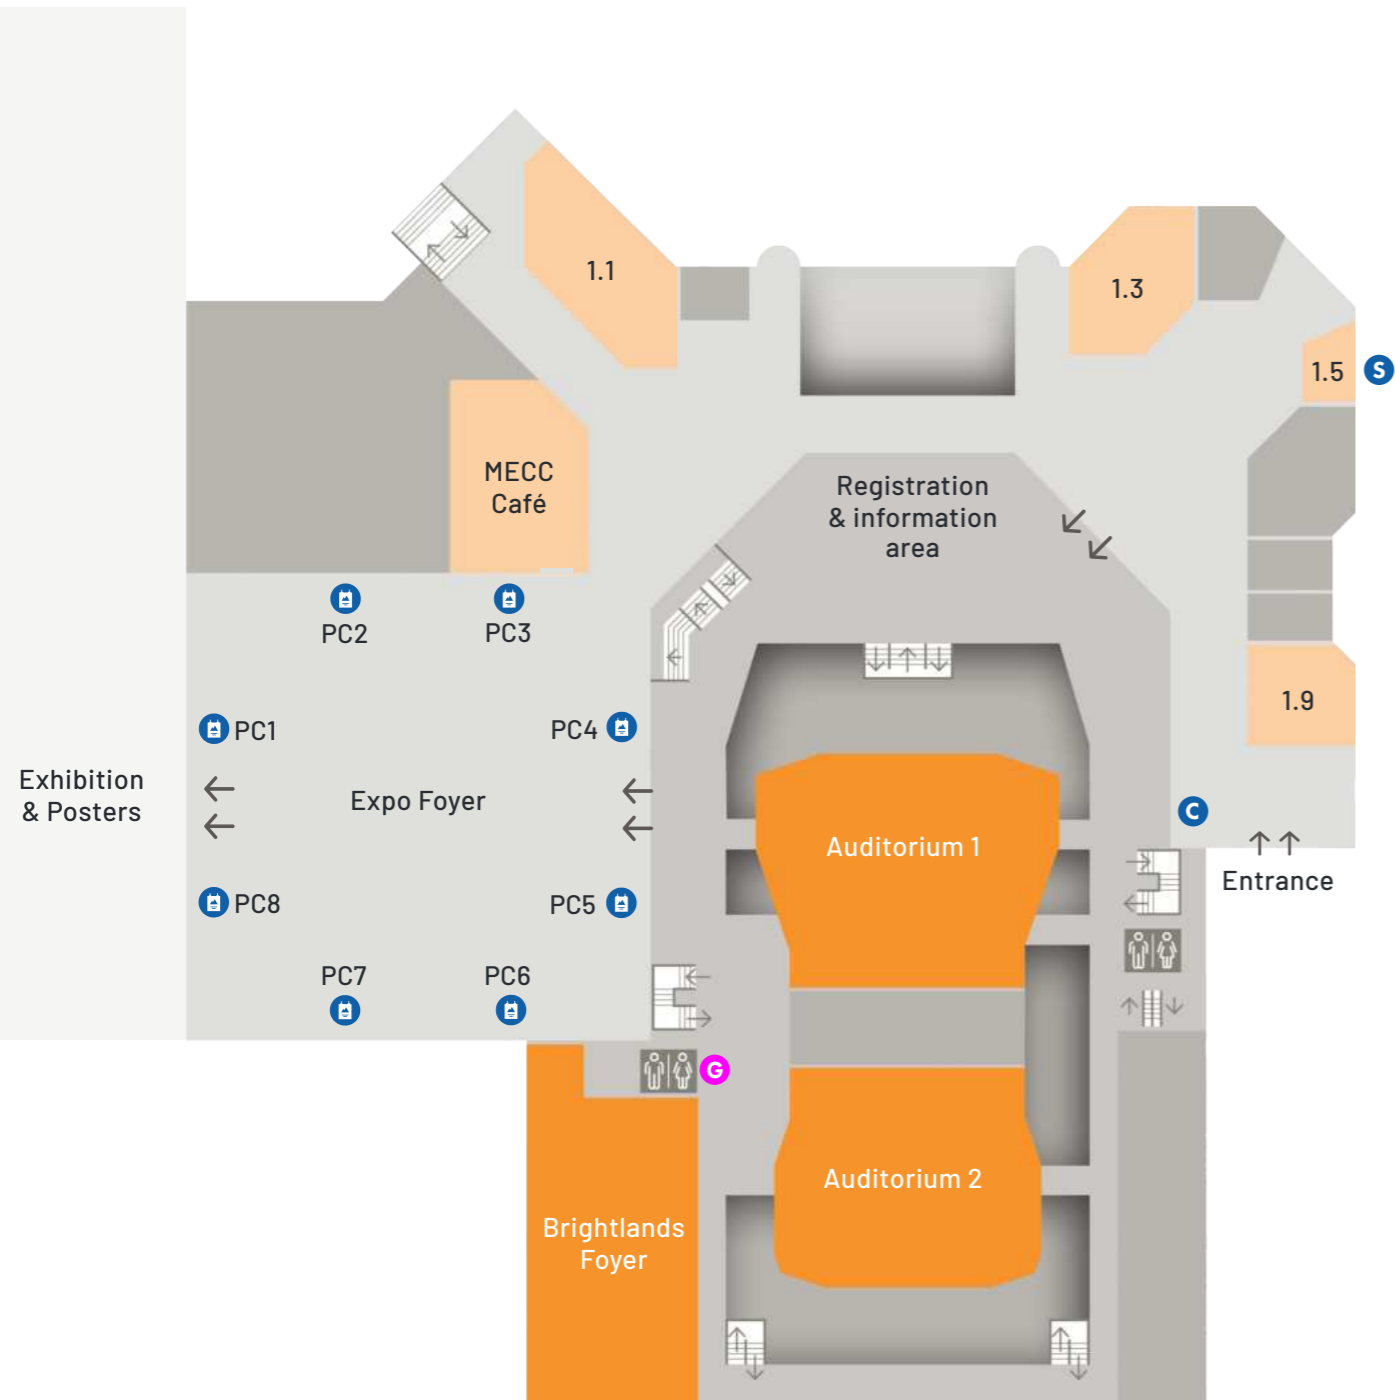 1.1
1.3
1.5
S
MECC
Café
Registration
& information
area
PC2
PC3
1.9
PC1
PC4
Exhibition
& Posters
Expo Foyer
C
Auditorium 1
Entrance
PC8
PC5
PC7
PC6
G
Auditorium 2
Brightlands
Foyer